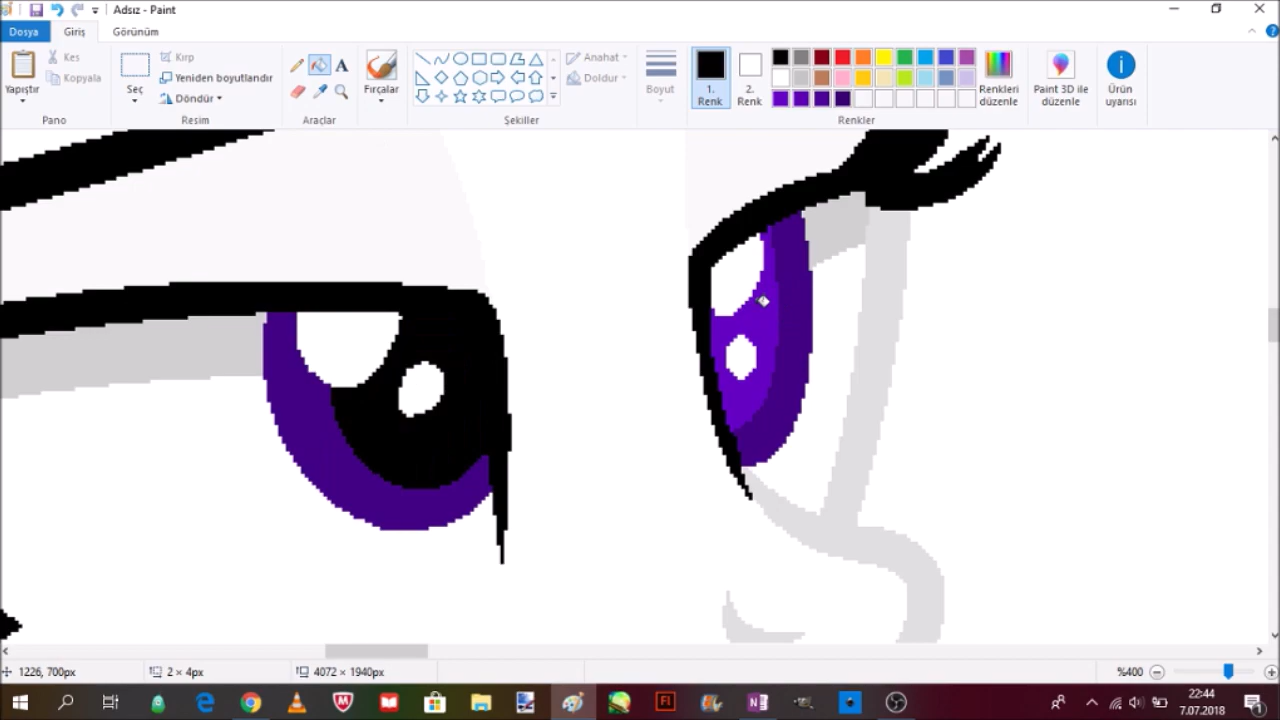 Adsız - Paint
Dosya Giriş Görünüm
Yapıştır
Kes
Kopyala
Pano
Seç
Kırp
Yeniden boyutlandır
Döndür
Resim
A
Araçlar
Fırçalar
Anahat
Doldur
Şekiller
Boyut
1.
Renk
2.
Renk
Renkleri
düzenle
Renkler
Paint 3D ile
düzenle
Ürün
uyarısı
1226, 700px 2 × 4px 4072 × 1940px %400
Fl
22:44
7.07.2018
1